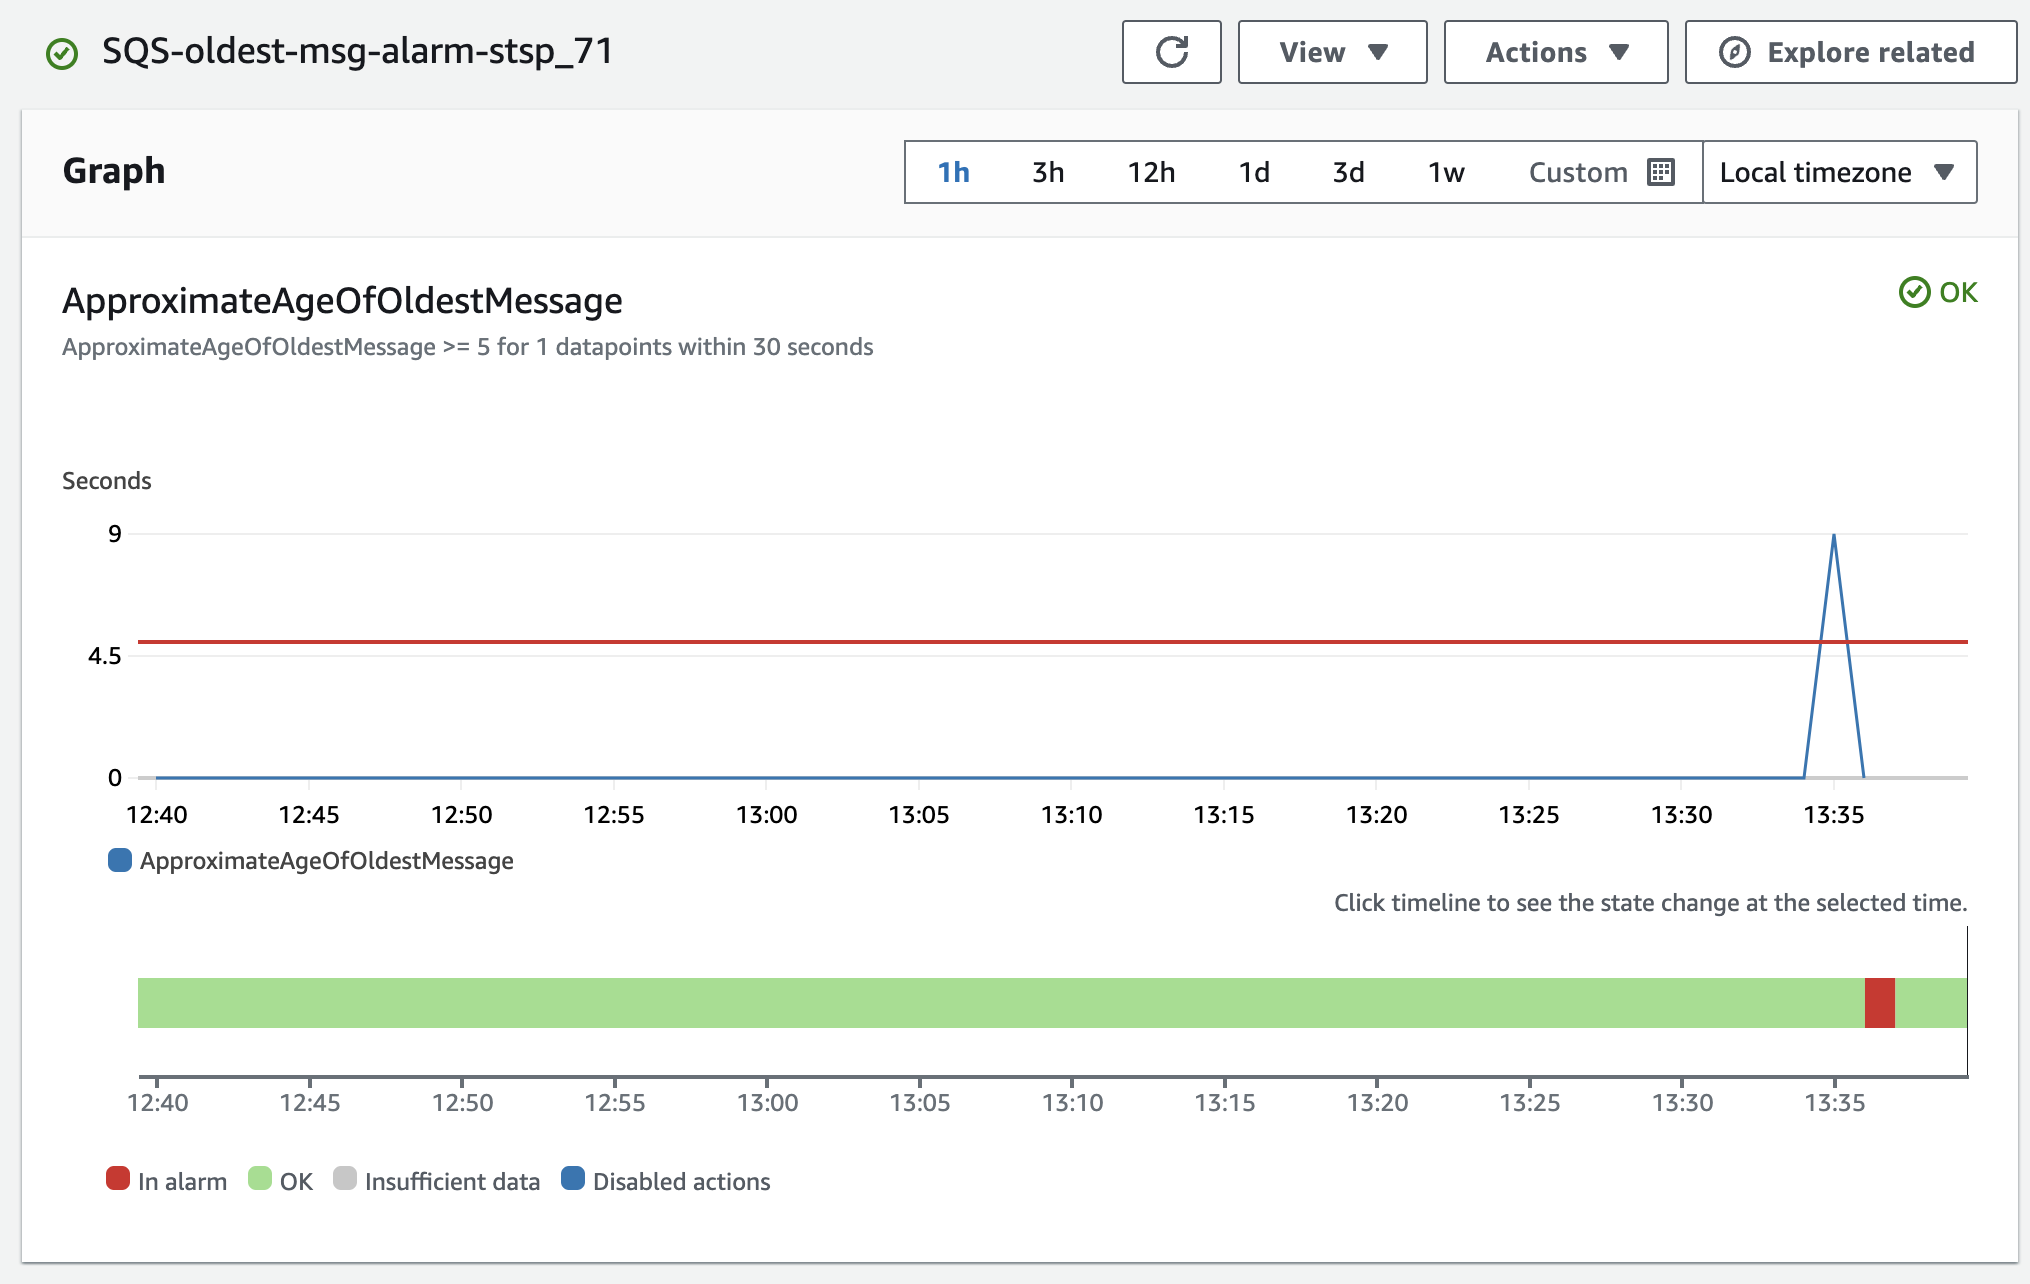 SQS-oldest-msg-alarm-stsp_71
View
Actions
Explore related
Graph
1h 3h 12h 1d 3d 1w Custom Local timezone
ApproximateAgeOfOldestMessage
OK
ApproximateAgeOfOldestMessage >= 5 for 1 datapoints within 30 seconds
Seconds
9
4.5
0
12:40 12:45 12:50 12:55 13:00 13:05 13:10 13:15 13:20 13:25 13:30 13:35
ApproximateAgeOfOldestMessage
Click timeline to see the state change at the selected time.
12:40 12:45 12:50 12:55 13:00 13:05 13:10 13:15 13:20 13:25 13:30 13:35
In alarm OK Insufficient data Disabled actions